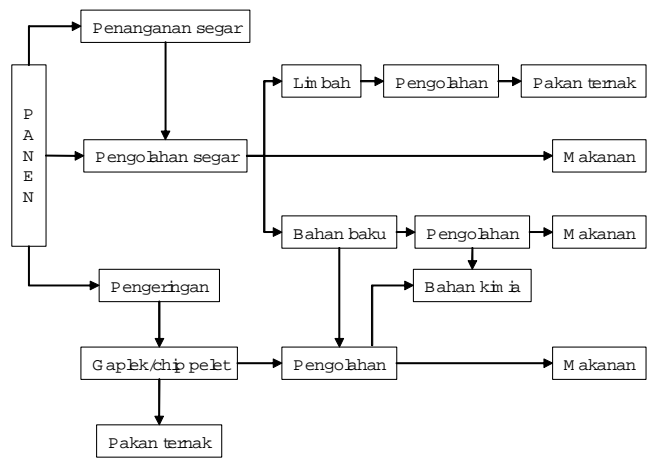 Penanganan segar
Limbah
Pengolahan
Pakan ternak
PANEN
Pengolahan segar
Makanan
Bahan baku
Pengolahan
Makanan
Pengeringan
Bahan kimia
Gaplek/chip pelet
Pengolahan
Makanan
Pakan ternak